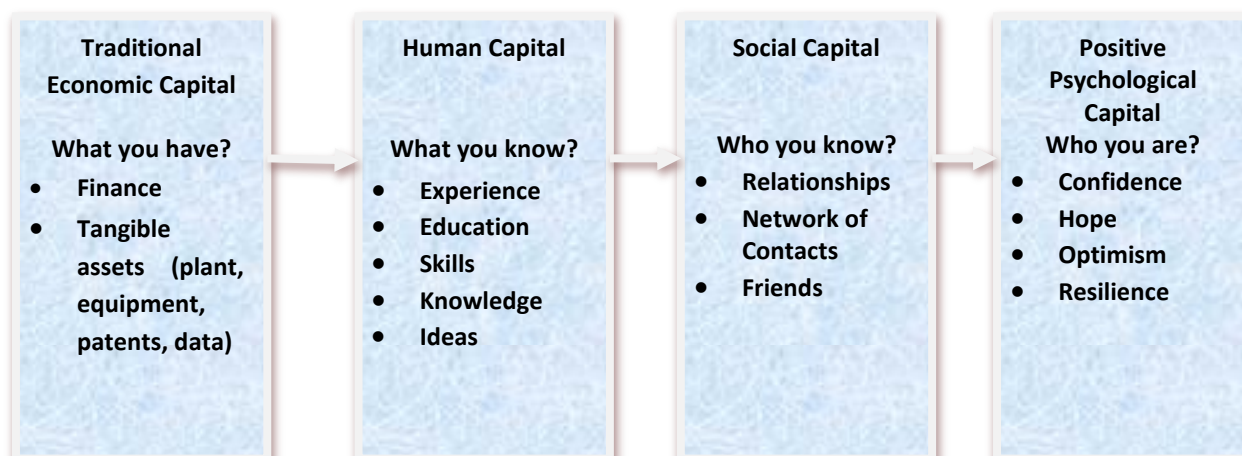 Traditional
Economic Capital
What you have?
• Finance
• Tangible
assets (plant,
equipment,
patents, data)
Human Capital
What you know?
• Experience
• Education
• Skills
• Knowledge
• Ideas
Social Capital
Who you know?
• Relationships
• Network of
Contacts
• Friends
Positive
Psychological
Capital
Who you are?
• Confidence
• Hope
• Optimism
• Resilience